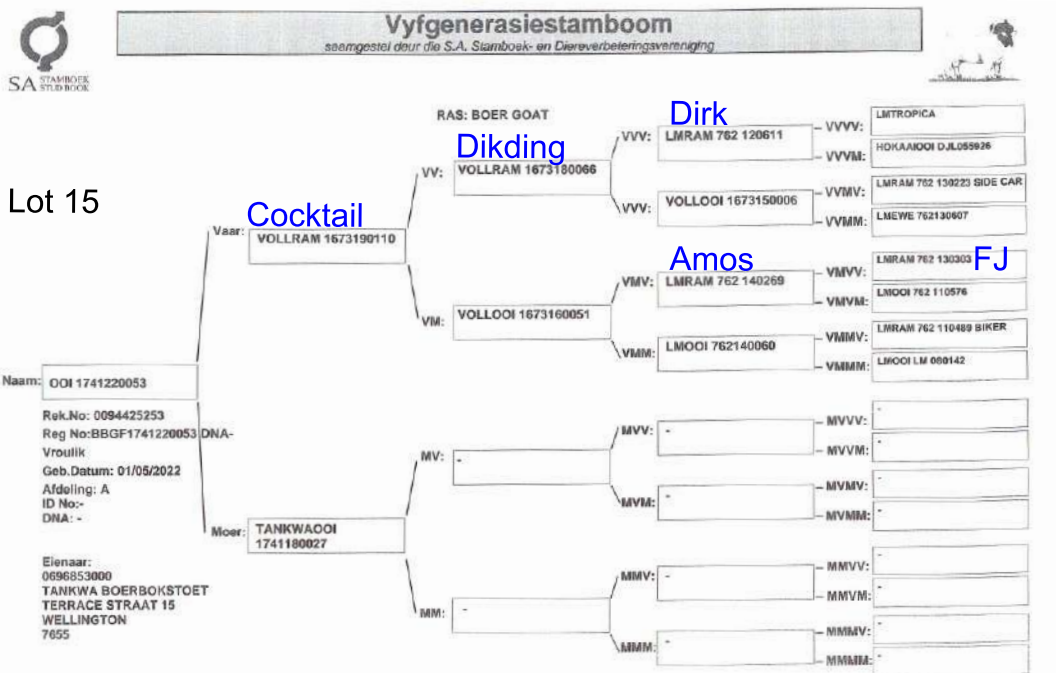 Vyfgenerasiestamboom
saamgestel deur die S.A. Stamboek- en Diereverbeteringsvereniging
SA STAMBOEK
STUD BOOK
RAS: BOER GOAT
Lot 15
Naam: OOI 1741220053
Rek.No: 0094425253
Reg No:BBGF1741220053 DNA-
Vroulik
Geb.Datum: 01/05/2022
Afdeling: A
ID No:-
DNA: -
Eienaar:
0696853000
TANKWA BOERBOKSTOET
TERRACE STRAAT 15
WELLINGTON
7655
Cocktail
Vaar: VOLLRAM 1673190110
Moer: TANKWAOOI
1741180027
Dikding
VV: VOLLRAM 1673180066
VM: VOLLOOI 1673160051
MV: -
MM: -
Dirk
VVV: LMRAM 762 120611
VVV: VOLLOOI 1673150006
Amos
VMV: LMRAM 762 140269
VMM: LMOOI 762140060
MVV: -
MVM: -
MMV: -
MMM: -
VVVV: LMTROPICA
VVVM: HOKAAIOOI DJL055926
VVMV: LMRAM 762 130223 SIDE CAR
VVMM: LMEWE 762130607
VMVV: LMRAM 762 130303 FJ
VMVM: LMOOI 762 110576
VMMV: LMRAM 762 110489 BIKER
VMMM: LMOOI LM 080142
MVVV: -
MVVM: -
MVMV: -
MVMM: -
MMVV: -
MMVM: -
MMMV: -
MMMM: -